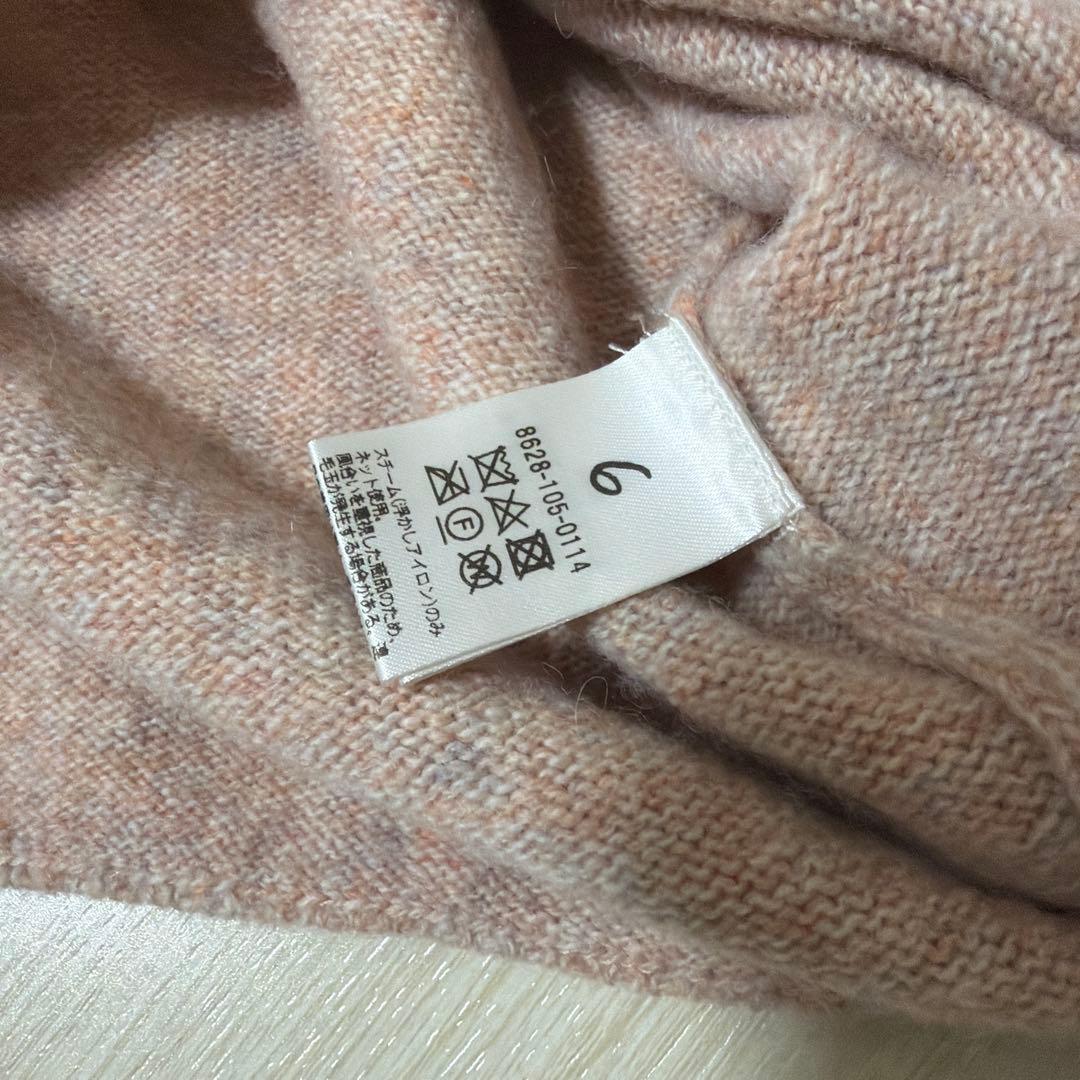 8628-105-0114
F
スチーム(浮かしアイロン)のみ
ネット使用。
風合いを重視した商品のため、
毛玉が発生する場合がある。